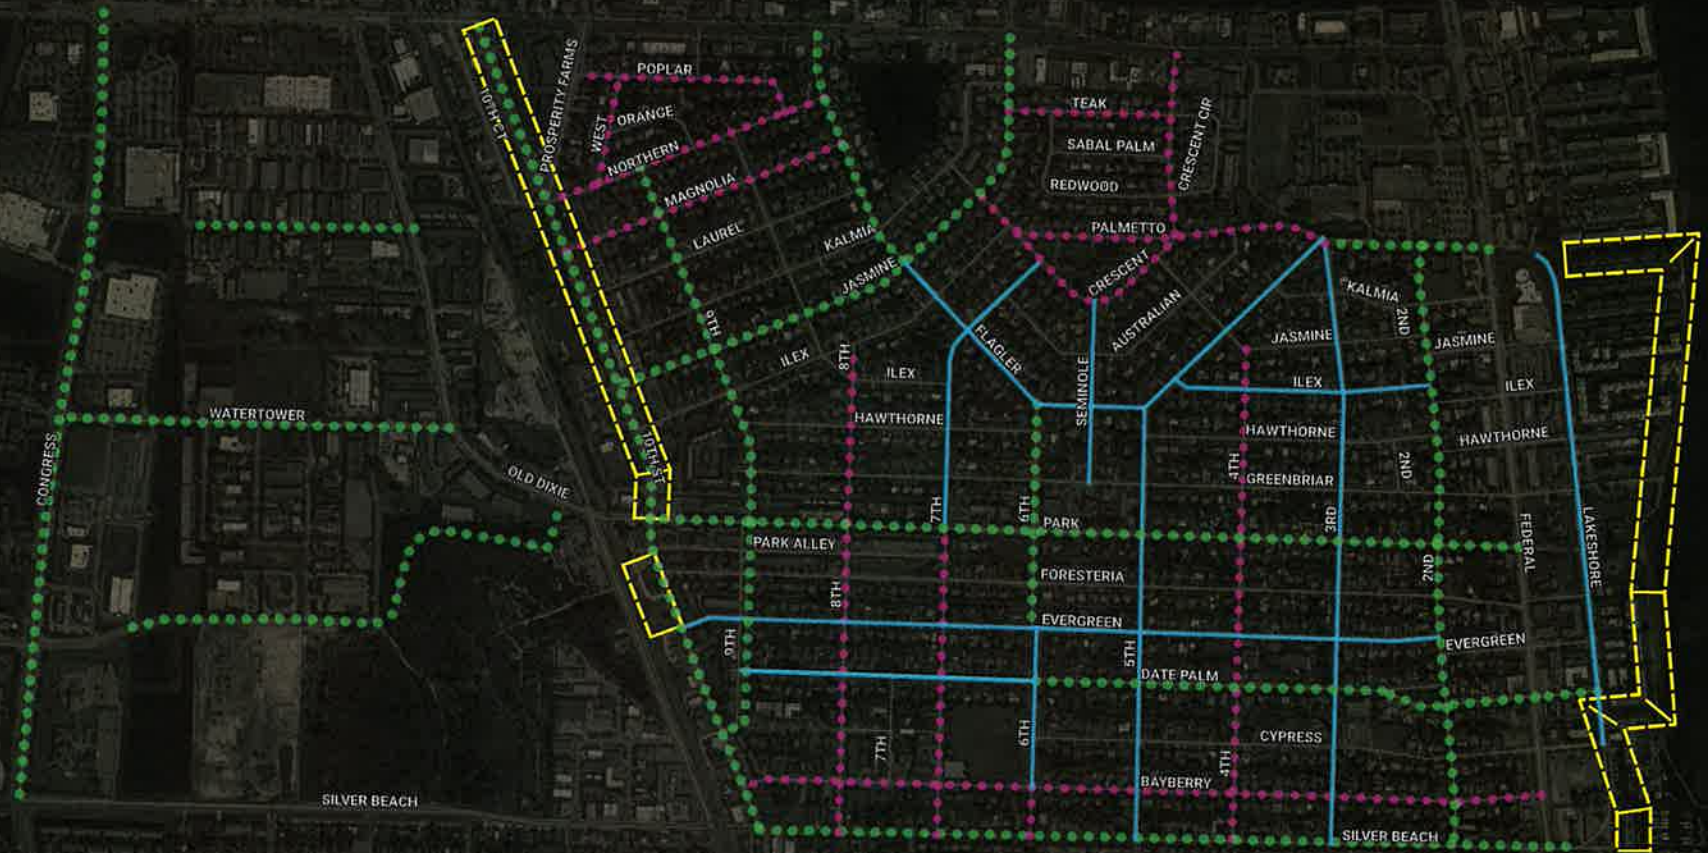 POPLAR
PROSPERITY FARMS
10TH CT
WEST
ORANGE
NORTHERN
MAGNOLIA
LAUREL
KALMIA
JASMINE
TEAK
SABAL PALM
REDWOOD
CRESCENT CIR
PALMETTO
CRESCENT
AUSTRALIAN
KALMIA
2ND
JASMINE
JASMINE
9TH
ILEX
8TH
ILEX
FLAGLER
SEMINOLE
ILEX
ILEX
HAWTHORNE
HAWTHORNE
HAWTHORNE
WATERTOWER
CONGRESS
OLD DIXIE
10TH ST
4TH
GREENBRIAR
2ND
7TH
6TH
PARK
3RD
FEDERAL
LAKESHORE
PARK ALLEY
FORESTERIA
2ND
8TH
EVERGREEN
EVERGREEN
9TH
5TH
DATE PALM
7TH
6TH
CYPRESS
4TH
BAYBERRY
SILVER BEACH
SILVER BEACH